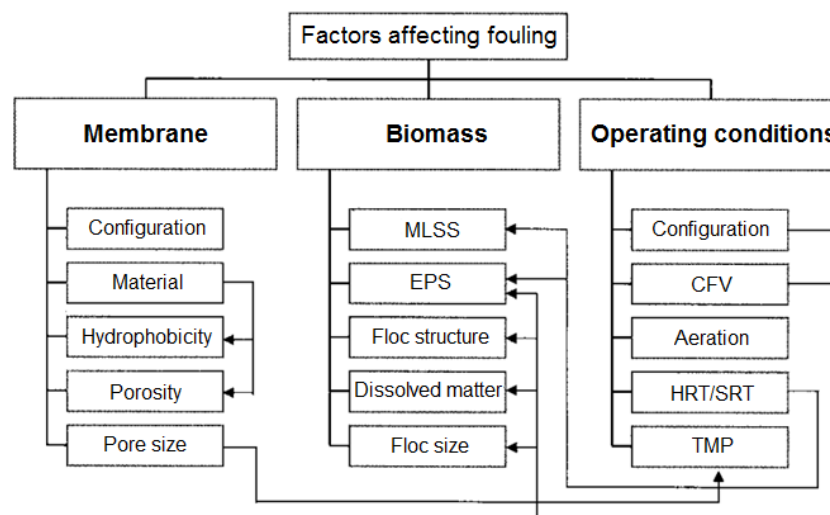 Factors affecting fouling
Membrane
Biomass
Operating conditions
Configuration
Material
Hydrophobicity
Porosity
Pore size
MLSS
EPS
Floc structure
Dissolved matter
Floc size
Configuration
CFV
Aeration
HRT/SRT
TMP